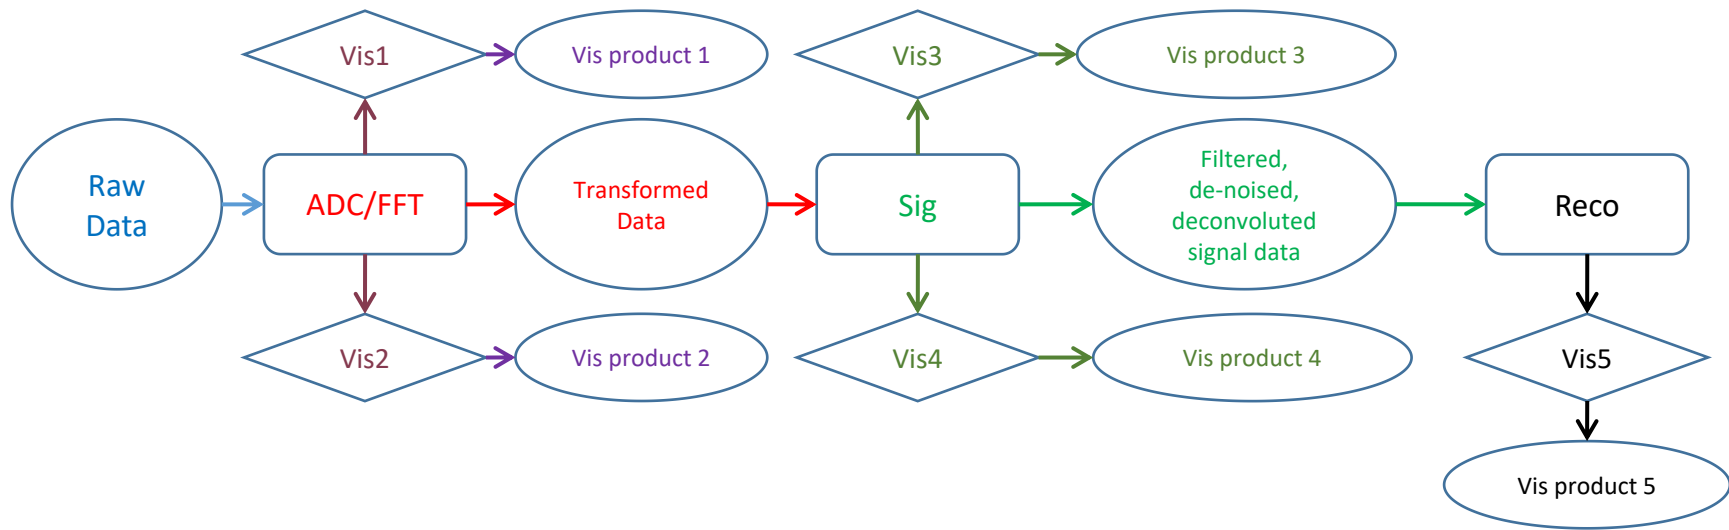 Vis1
Vis product 1
Vis3
Vis product 3
Raw
Data
ADC/FFT
Transformed
Data
Sig
Filtered,
de-noised,
deconvoluted
signal data
Reco
Vis2
Vis product 2
Vis4
Vis product 4
Vis5
Vis product 5